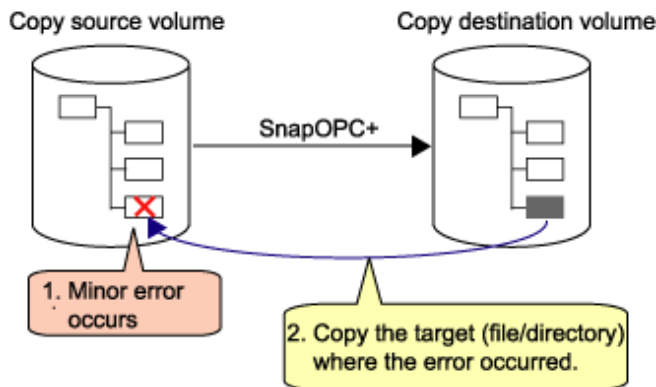 Copy source volume
Copy destination volume
SnapOPC+
1. Minor error
occurs
2. Copy the target (file/directory)
where the error occurred.